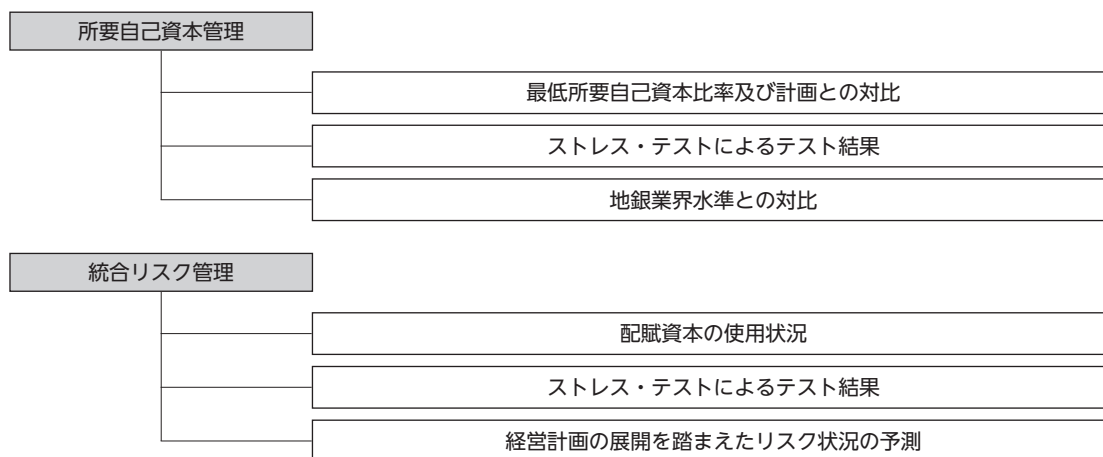 所要自己資本管理
最低所要自己資本比率及び計画との対比
ストレス・テストによるテスト結果
地銀業界水準との対比
統合リスク管理
配賦資本の使用状況
ストレス・テストによるテスト結果
経営計画の展開を踏まえたリスク状況の予測